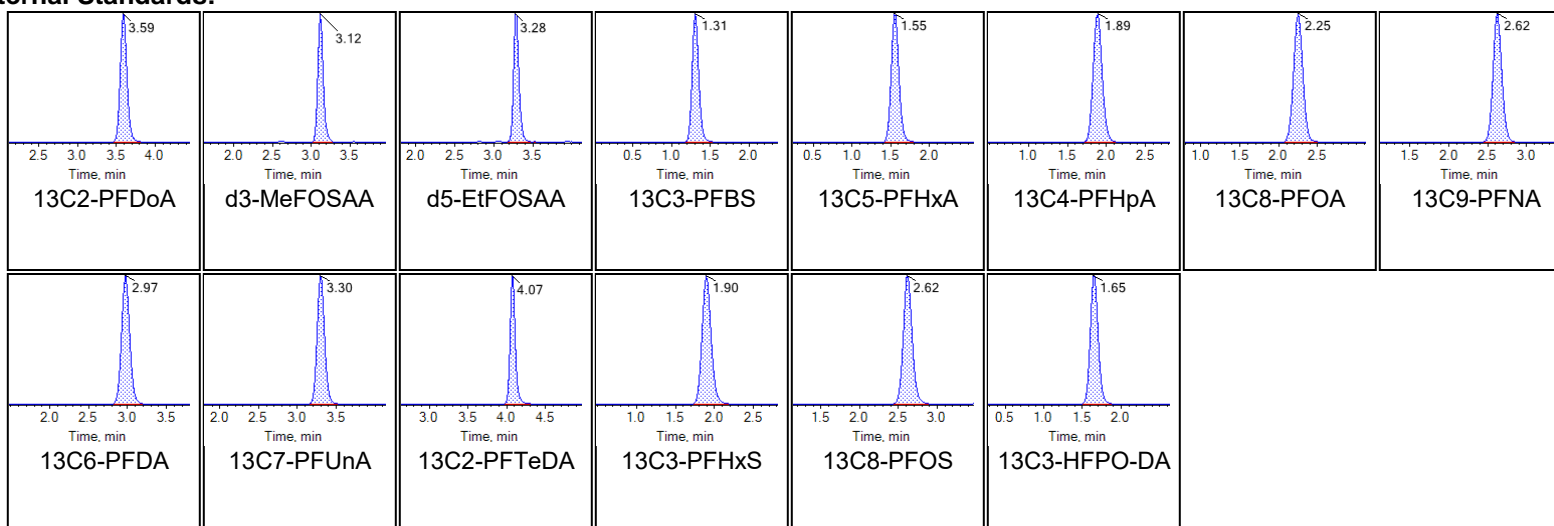 ternal Standards:
3.59 3.12 3.28 1.31 1.55 1.89 2.25 2.62
2.5 3.0 3.5 4.0 2.0 2.5 3.0 3.5 2.0 2.5 3.0 3.5 0.5 1.0 1.5 2.0 0.5 1.0 1.5 2.0 1.0 1.5 2.0 2.5 1.0 1.5 2.0 2.5 1.5 2.0 2.5 3.0
Time, min Time, min Time, min Time, min Time, min Time, min Time, min Time, min
13C2-PFDoA d3-MeFOSAA d5-EtFOSAA 13C3-PFBS 13C5-PFHxA 13C4-PFHpA 13C8-PFOA 13C9-PFNA
2.97 3.30 4.07 1.90 2.62 1.65
2.0 2.5 3.0 3.5 2.0 2.5 3.0 3.5 3.0 3.5 4.0 4.5 1.0 1.5 2.0 2.5 1.5 2.0 2.5 3.0 0.5 1.0 1.5 2.0
Time, min Time, min Time, min Time, min Time, min Time, min
13C6-PFDA 13C7-PFUnA 13C2-PFTeDA 13C3-PFHxS 13C8-PFOS 13C3-HFPO-DA